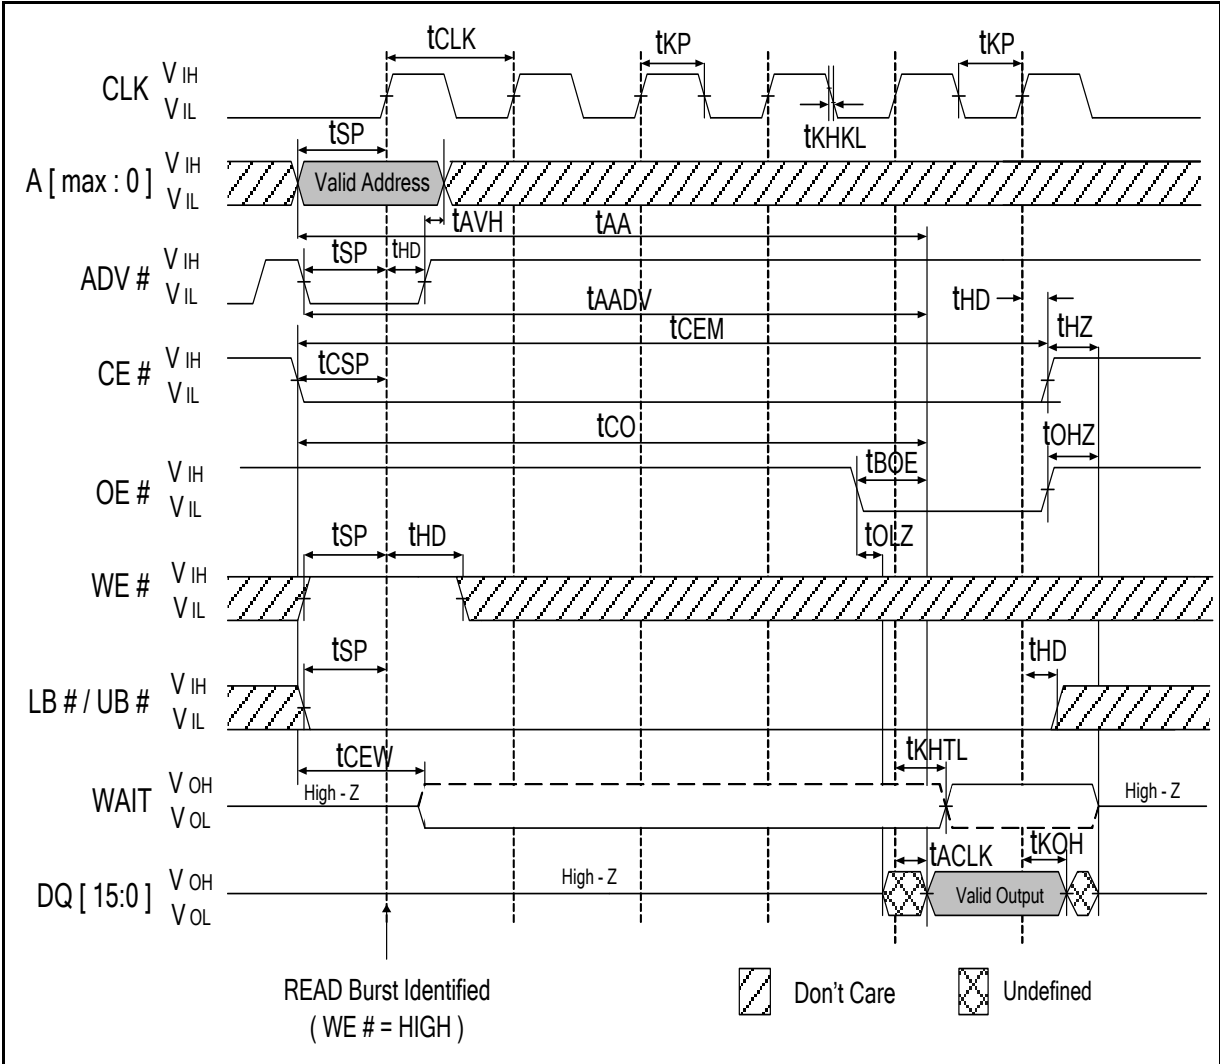 tCLK tKP tKP
CLK V IH
V IL
tKHKL
tSP
A [ max : 0 ] V IH
V IL
Valid Address
tAVH tAA
tSP tHD
ADV # V IH
V IL
tAADV tHD
tCEM tHZ
CE # V IH
V IL
tCSP
tCO tOHZ
tBOE
OE # V IH
V IL
tOLZ
tSP tHD
WE # V IH
V IL
tSP tHD
LB # / UB # V IH
V IL
tCEW tKHTL
WAIT V OH
V OL
High - Z High - Z
tACLK tKOH
DQ [ 15:0 ] V OH
V OL
High - Z Valid Output
READ Burst Identified
( WE # = HIGH )
Don't Care Undefined